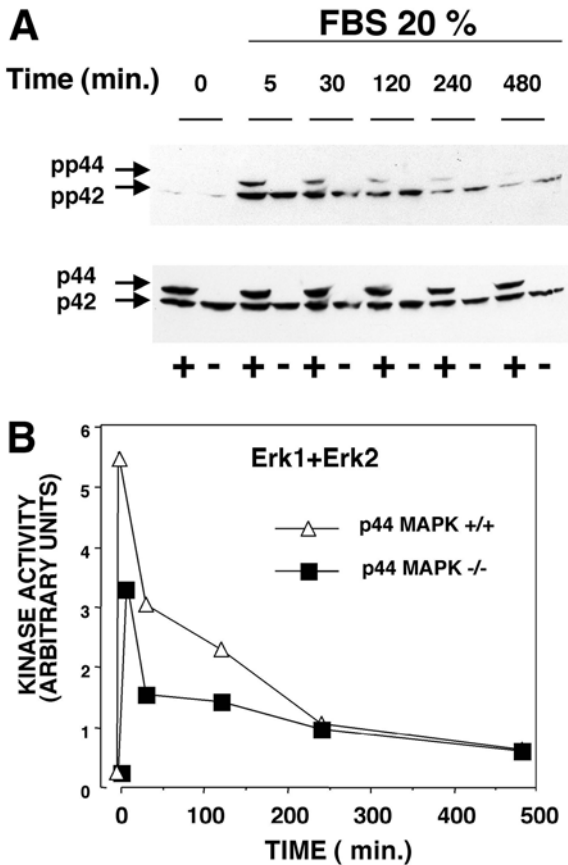 A
FBS 20 %
Time (min.) 0 5 30 120 240 480
pp44
pp42
p44
p42
+ - + - + - + - + - + -
B
Erk1+Erk2
p44 MAPK +/+
p44 MAPK -/-
KINASE ACTIVITY
(ARBITRARY UNITS)
6
5
4
3
2
1
0
0 100 200 300 400 500
TIME ( min.)